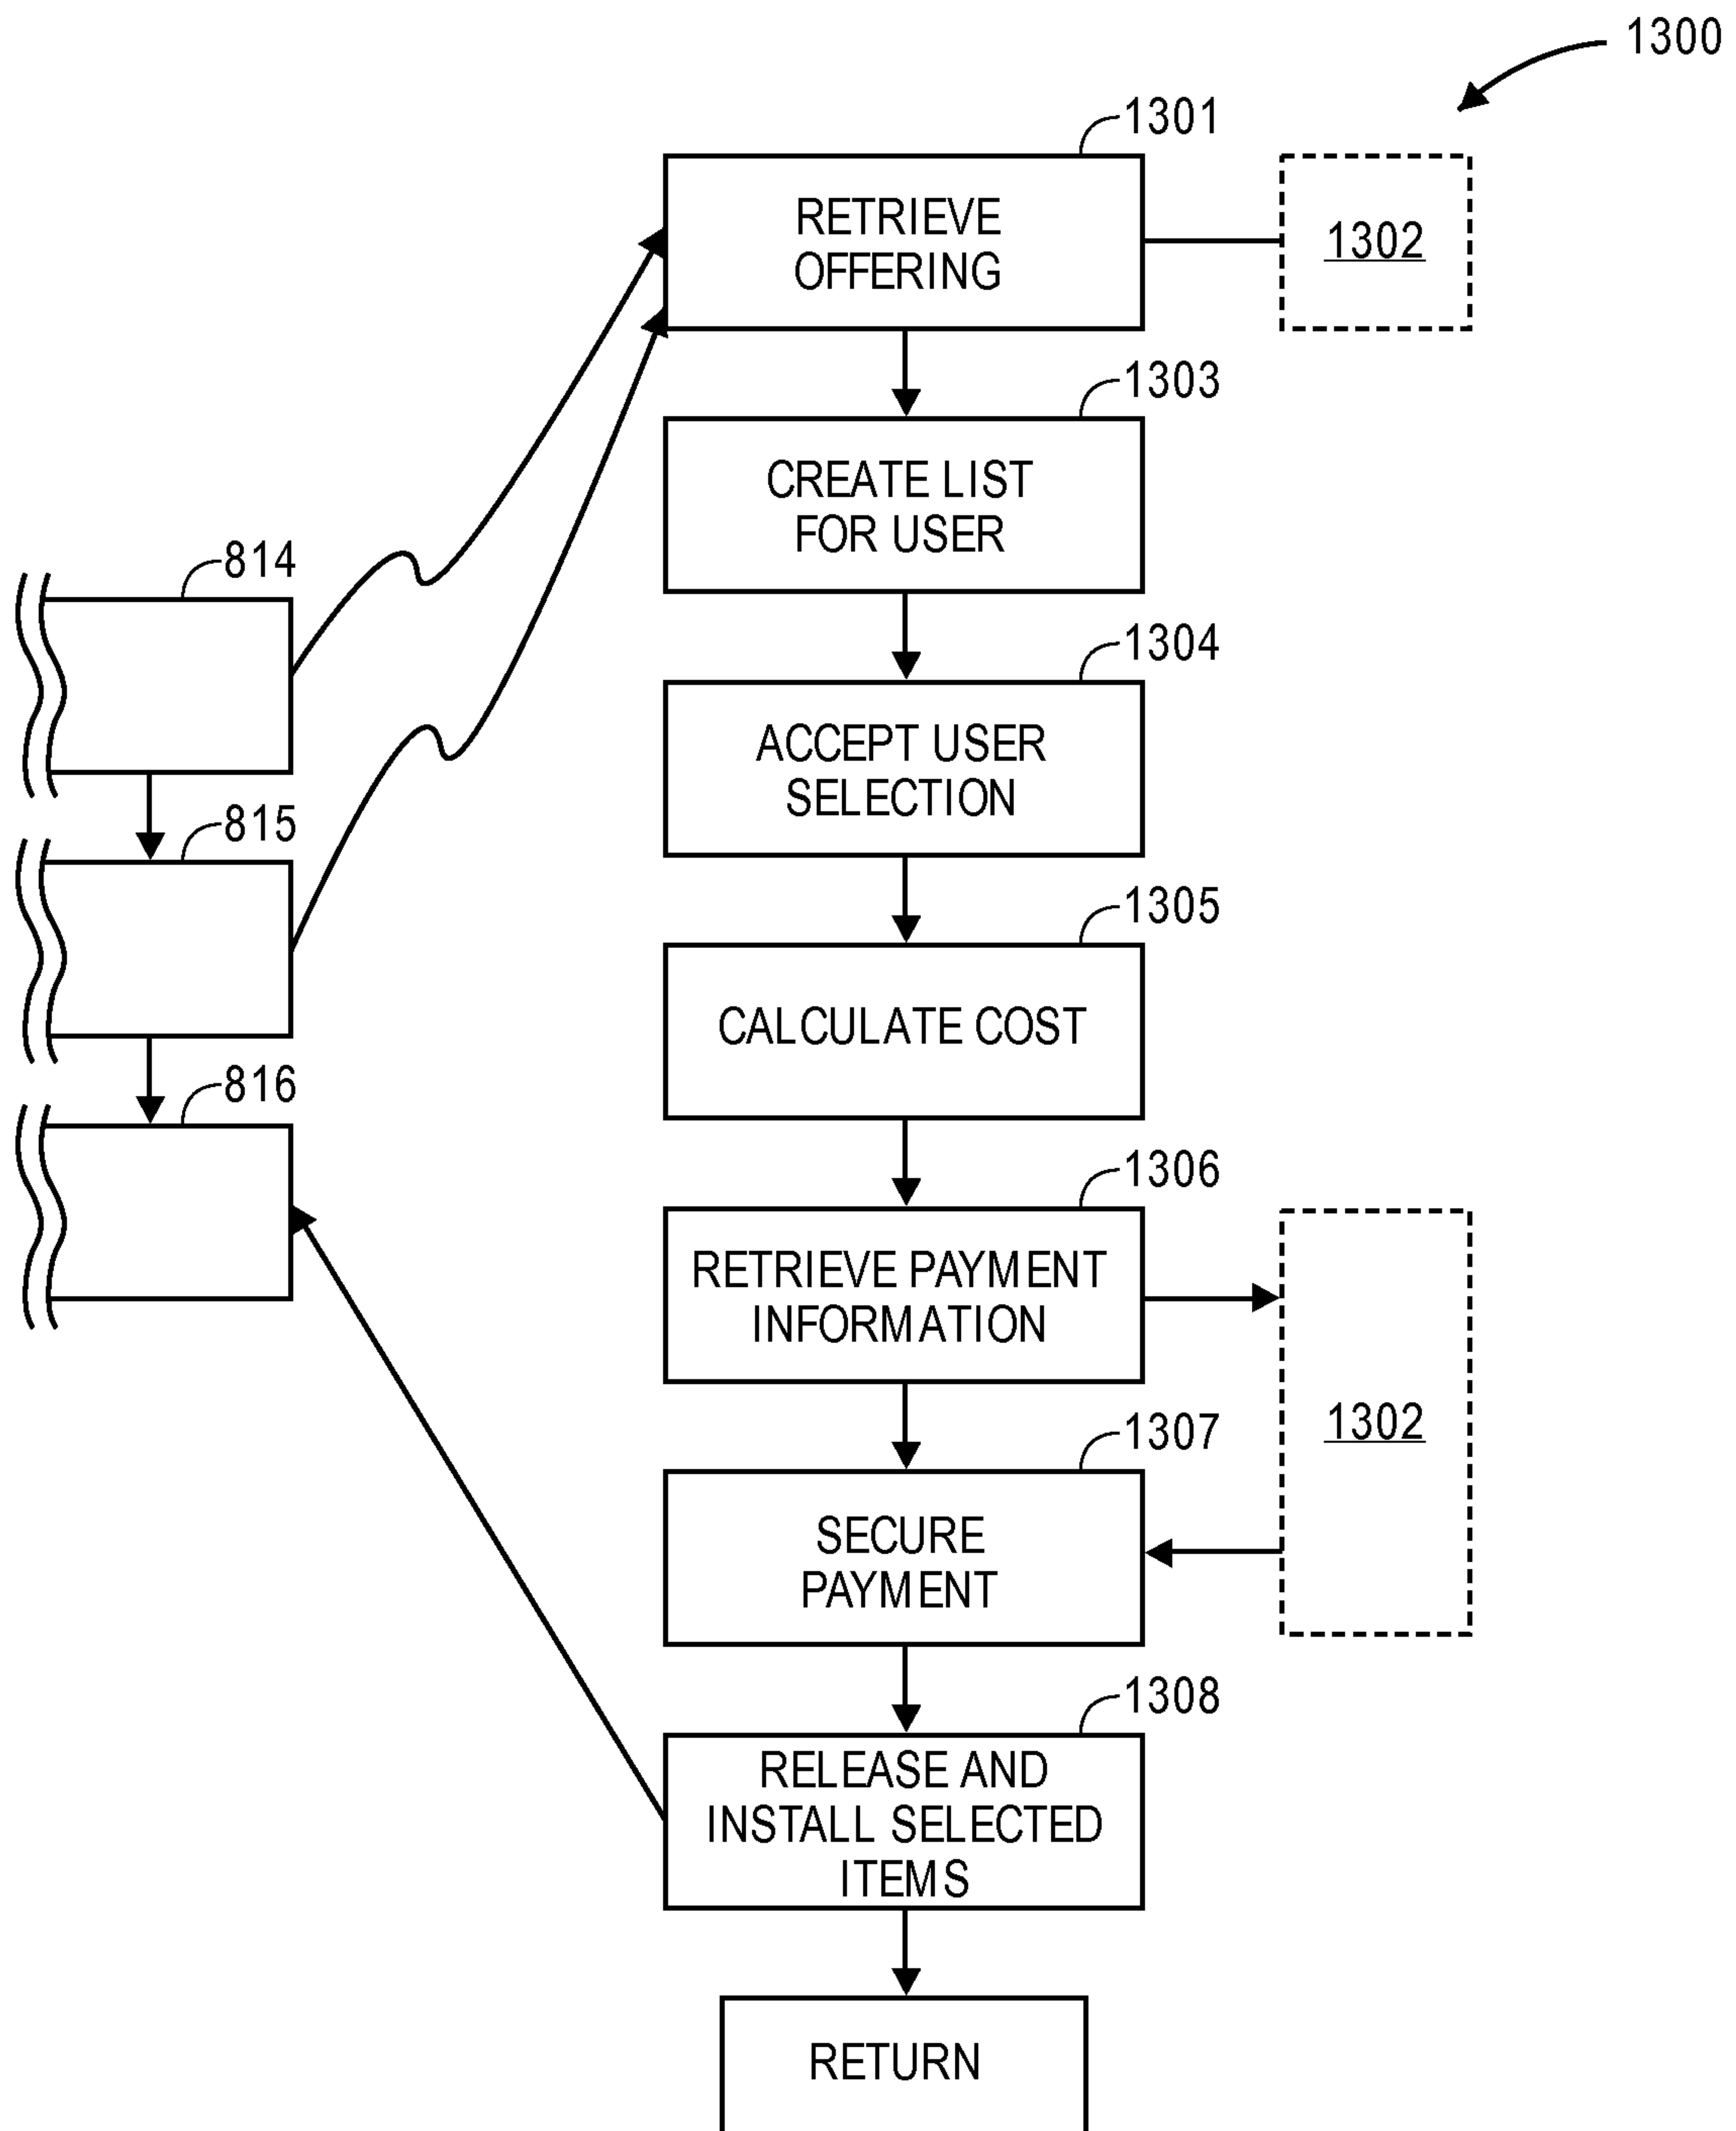 1300
1301
RETRIEVE
OFFERING
1302
1303
CREATE LIST
FOR USER
814
1304
ACCEPT USER
SELECTION
815
1305
CALCULATE COST
816
1306
RETRIEVE PAYMENT
INFORMATION
1302
1307
SECURE
PAYMENT
1308
RELEASE AND
INSTALL SELECTED
ITEMS
RETURN